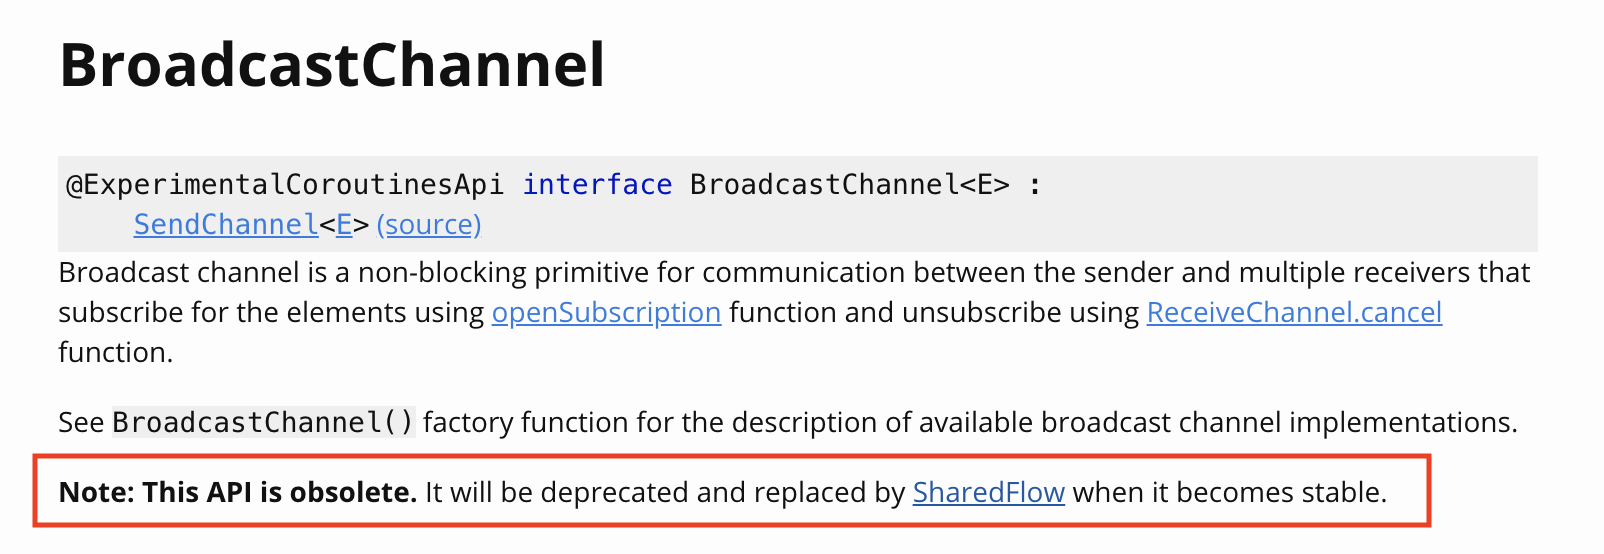 BroadcastChannel
@ExperimentalCoroutinesApi interface BroadcastChannel<E> :
SendChannel<E> (source)
Broadcast channel is a non-blocking primitive for communication between the sender and multiple receivers that
subscribe for the elements using openSubscription function and unsubscribe using ReceiveChannel.cancel
function.
See BroadcastChannel() factory function for the description of available broadcast channel implementations.
Note: This API is obsolete. It will be deprecated and replaced by SharedFlow when it becomes stable.